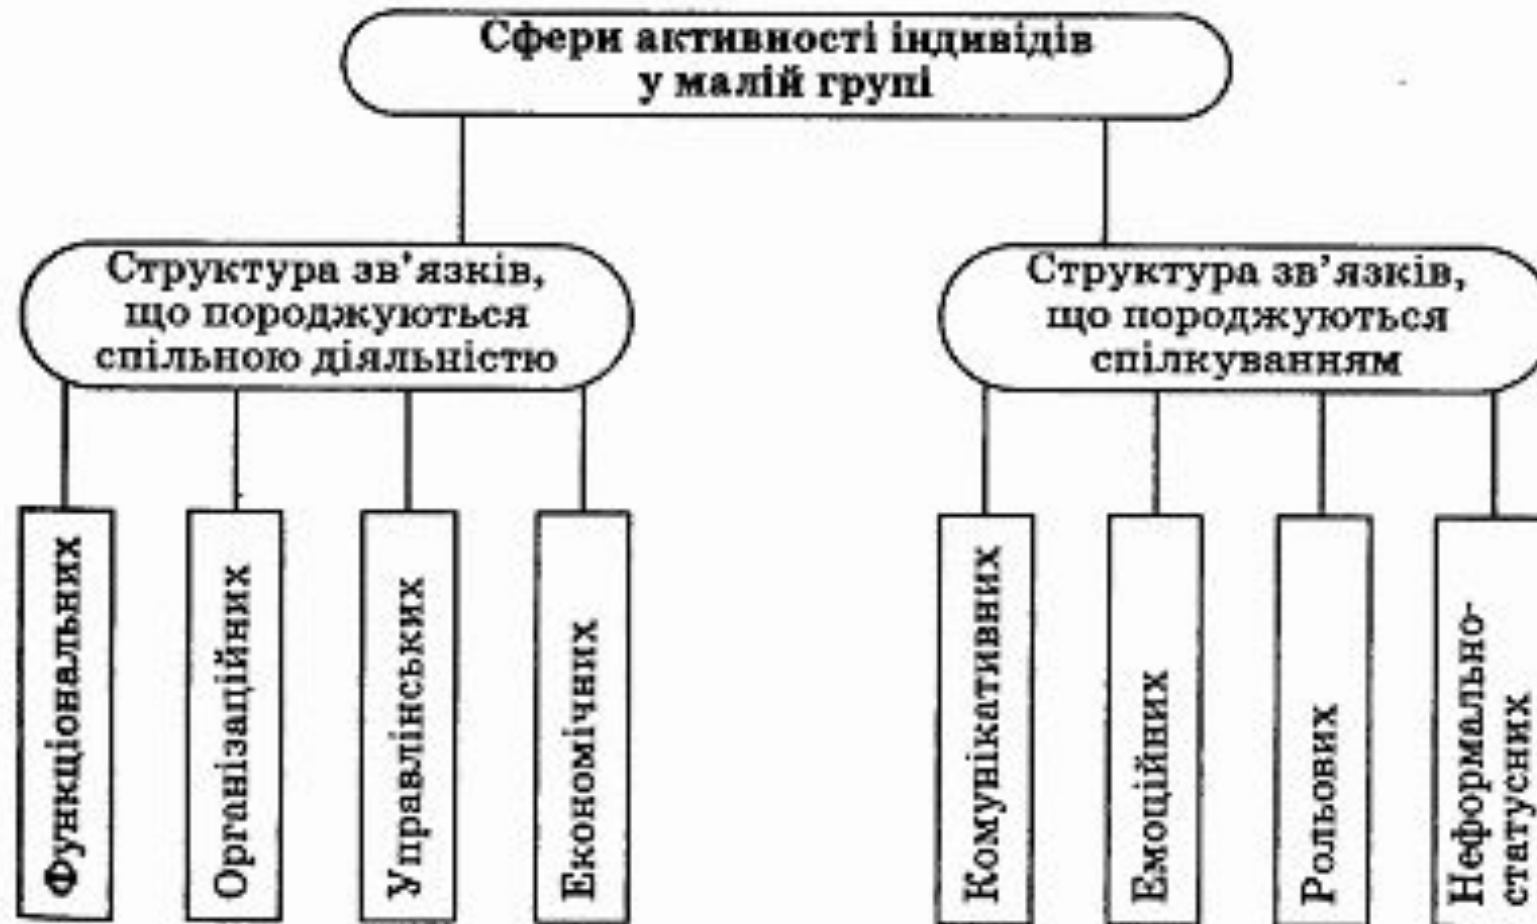 Сфери активності індивідів
у малій групі
Структура зв’язків,
що породжуються
спільною діяльністю
Структура зв’язків,
що породжуються
спілкуванням
Функціональних
Організаційних
Управлінських
Економічних
Комунікативних
Емоційних
Рольових
Неформально-
статусних